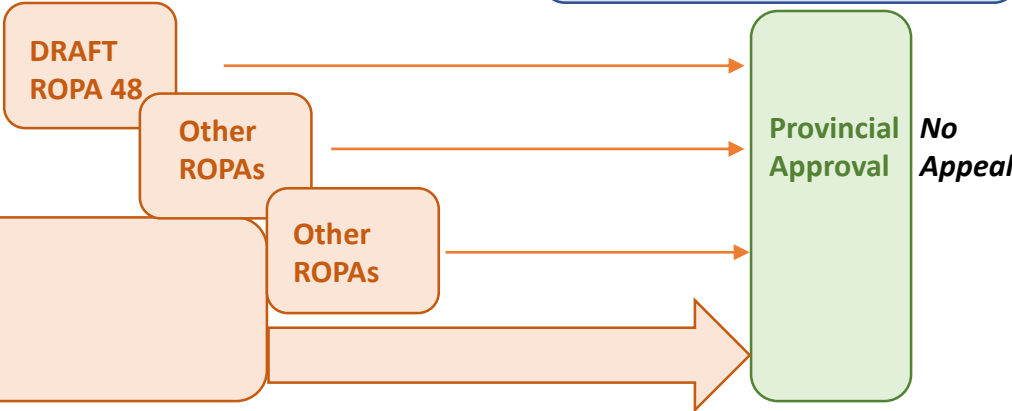 DRAFT
ROPA 48
Other
ROPAs
Other
ROPAs
Provincial
Approval
No
Appeal